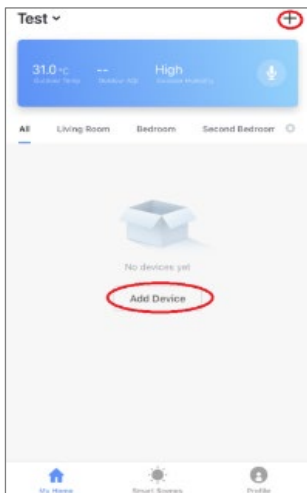 Test
31.0 °C -- High
Outdoor Temp Outdoor AQI Outdoor Humidity
All Living Room Bedroom Second Bedroom
No devices yet
Add Device
My Home Smart Scenes Profile